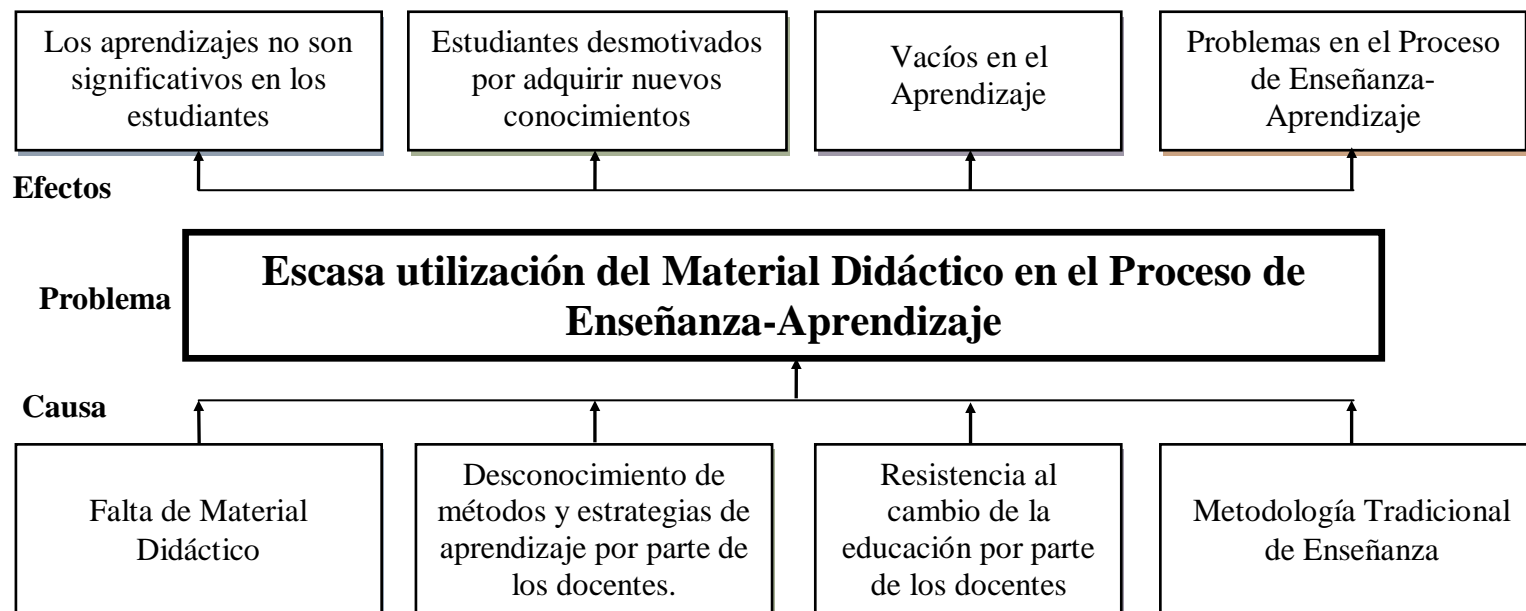 Los aprendizajes no son
significativos en los
estudiantes
Estudiantes desmotivados
por adquirir nuevos
conocimientos
Vacíos en el
Aprendizaje
Problemas en el Proceso
de Enseñanza-
Aprendizaje
Efectos
Problema
Escasa utilización del Material Didáctico en el Proceso de
Enseñanza-Aprendizaje
Causa
Falta de Material
Didáctico
Desconocimiento de
métodos y estrategias de
aprendizaje por parte de
los docentes.
Resistencia al
cambio de la
educación por parte
de los docentes
Metodología Tradicional
de Enseñanza